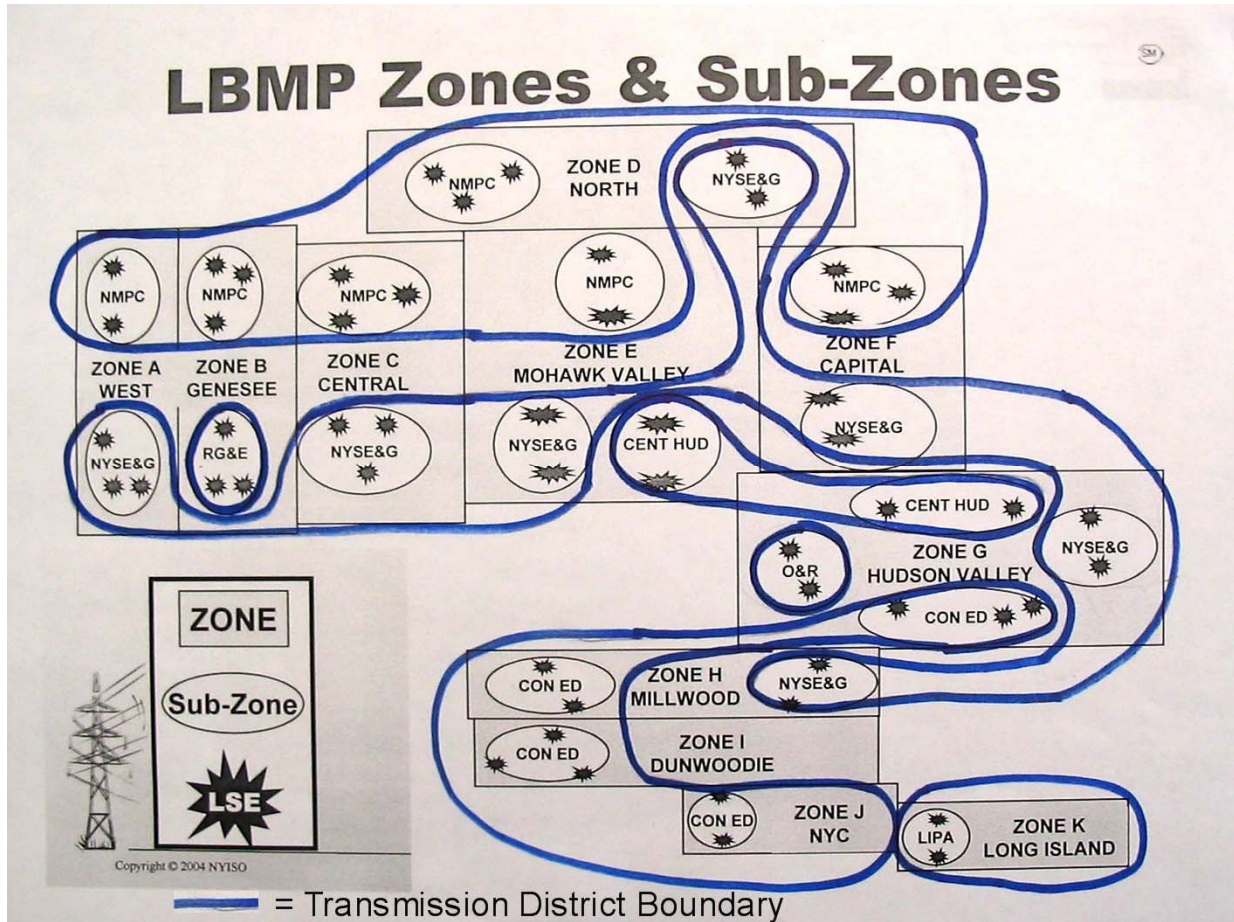 SM
LBMP Zones & Sub-Zones
ZONE D
NORTH
NMPC
NYSE&G
NMPC
NMPC
NMPC
NMPC
NMPC
ZONE A
WEST
ZONE B
GENESEE
ZONE C
CENTRAL
ZONE E
MOHAWK VALLEY
ZONE F
CAPITAL
NYSE&G
RG&E
NYSE&G
NYSE&G
CENT HUD
NYSE&G
CENT HUD
NYSE&G
O&R
ZONE G
HUDSON VALLEY
CON ED
CON ED
ZONE H
MILLWOOD
NYSE&G
CON ED
ZONE I
DUNWOODIE
CON ED
ZONE J
NYC
LIPA
ZONE K
LONG ISLAND
ZONE
Sub-Zone
LSE
Copyright © 2004 NYISO
= Transmission District Boundary